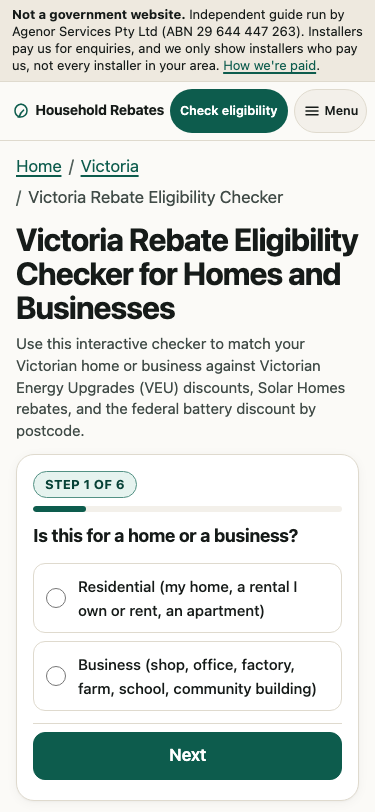 Not a government website. Independent guide run by
Agenor Services Pty Ltd (ABN 29 644 447 263). Installers
pay us for enquiries, and we only show installers who pay
us, not every installer in your area. How we're paid.
Household Rebates
Check eligibility
Menu
Home / Victoria
/ Victoria Rebate Eligibility Checker
Victoria Rebate Eligibility
Checker for Homes and
Businesses
Use this interactive checker to match your
Victorian home or business against Victorian
Energy Upgrades (VEU) discounts, Solar Homes
rebates, and the federal battery discount by
postcode.
STEP 1 OF 6
Is this for a home or a business?
Residential (my home, a rental I
own or rent, an apartment)
Business (shop, office, factory,
farm, school, community building)
Next